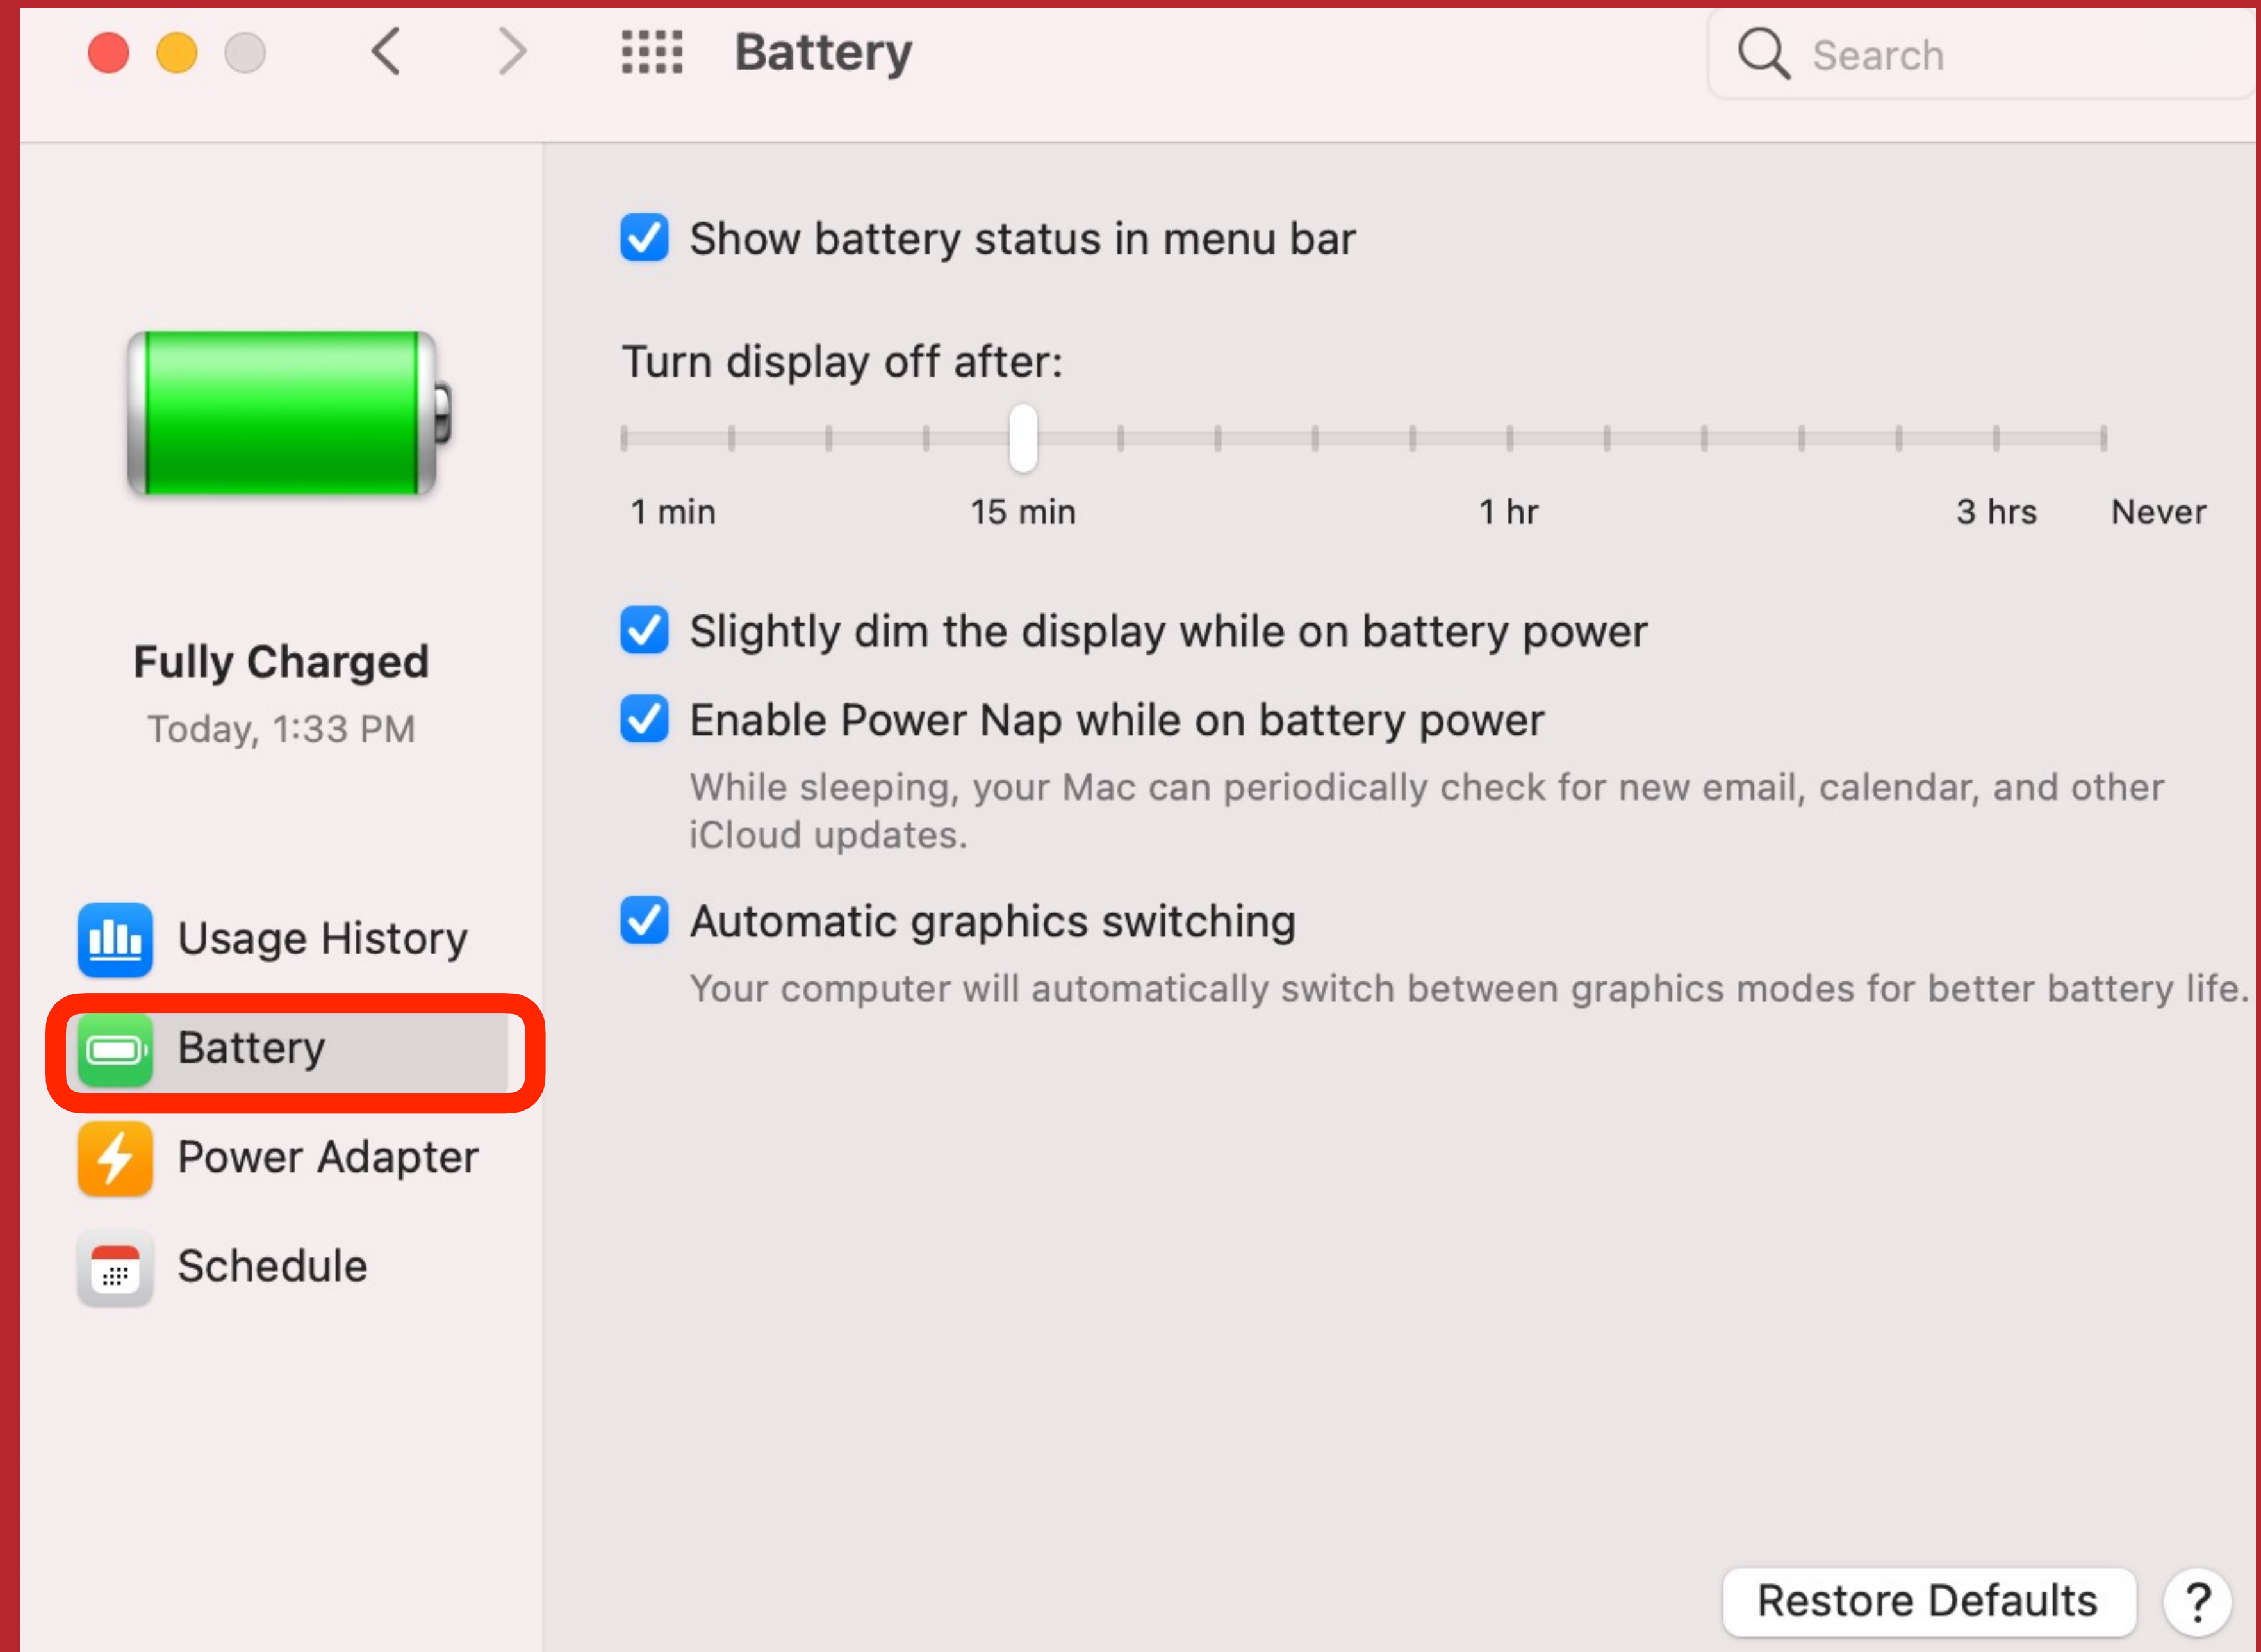 Battery
Search
Show battery status in menu bar
Turn display off after:
1 min 15 min 1 hr 3 hrs Never
Slightly dim the display while on battery power
Enable Power Nap while on battery power
While sleeping, your Mac can periodically check for new email, calendar, and other
iCloud updates.
Automatic graphics switching
Your computer will automatically switch between graphics modes for better battery life.
Fully Charged
Today, 1:33 PM
Usage History
Battery
Power Adapter
Schedule
Restore Defaults ?